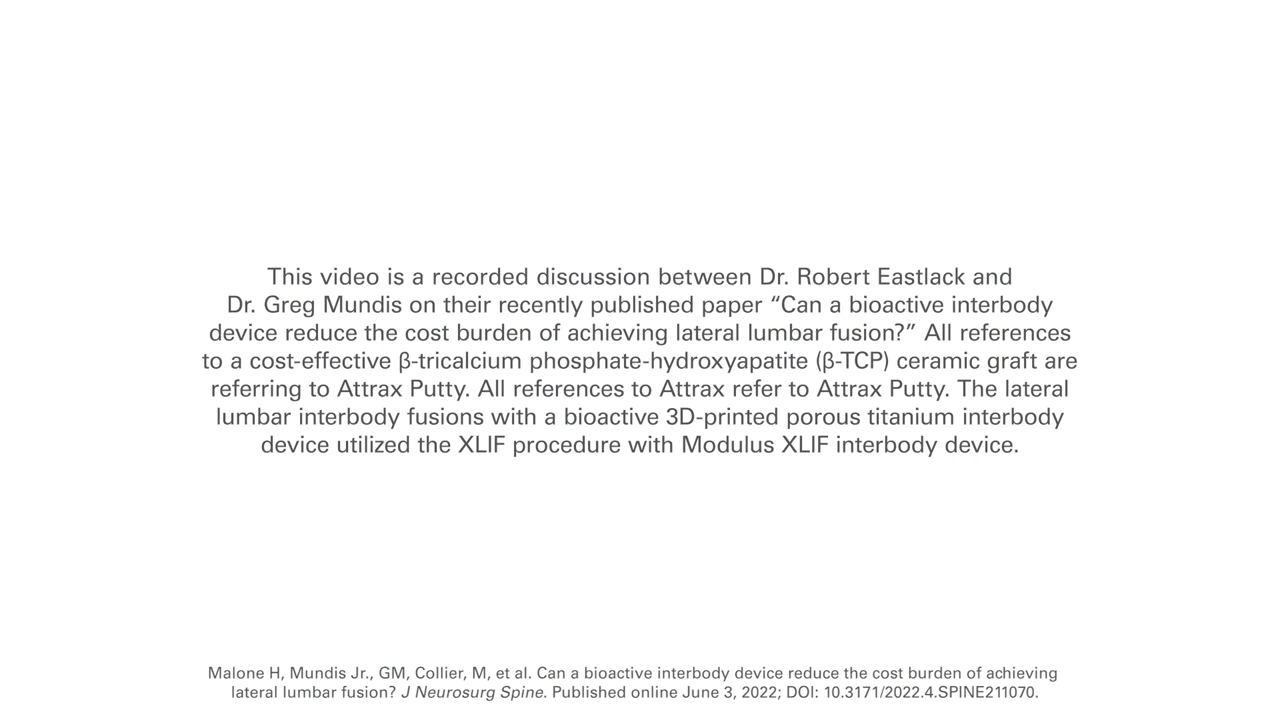 This video is a recorded discussion between Dr. Robert Eastlack and
Dr. Greg Mundis on their recently published paper “Can a bioactive interbody
device reduce the cost burden of achieving lateral lumbar fusion?” All references
to a cost-effective β-tricalcium phosphate-hydroxyapatite (β-TCP) ceramic graft are
referring to Attrax Putty. All references to Attrax refer to Attrax Putty. The lateral
lumbar interbody fusions with a bioactive 3D-printed porous titanium interbody
device utilized the XLIF procedure with Modulus XLIF interbody device.
Malone H, Mundis Jr., GM, Collier, M, et al. Can a bioactive interbody device reduce the cost burden of achieving
lateral lumbar fusion? J Neurosurg Spine. Published online June 3, 2022; DOI: 10.3171/2022.4.SPINE211070.